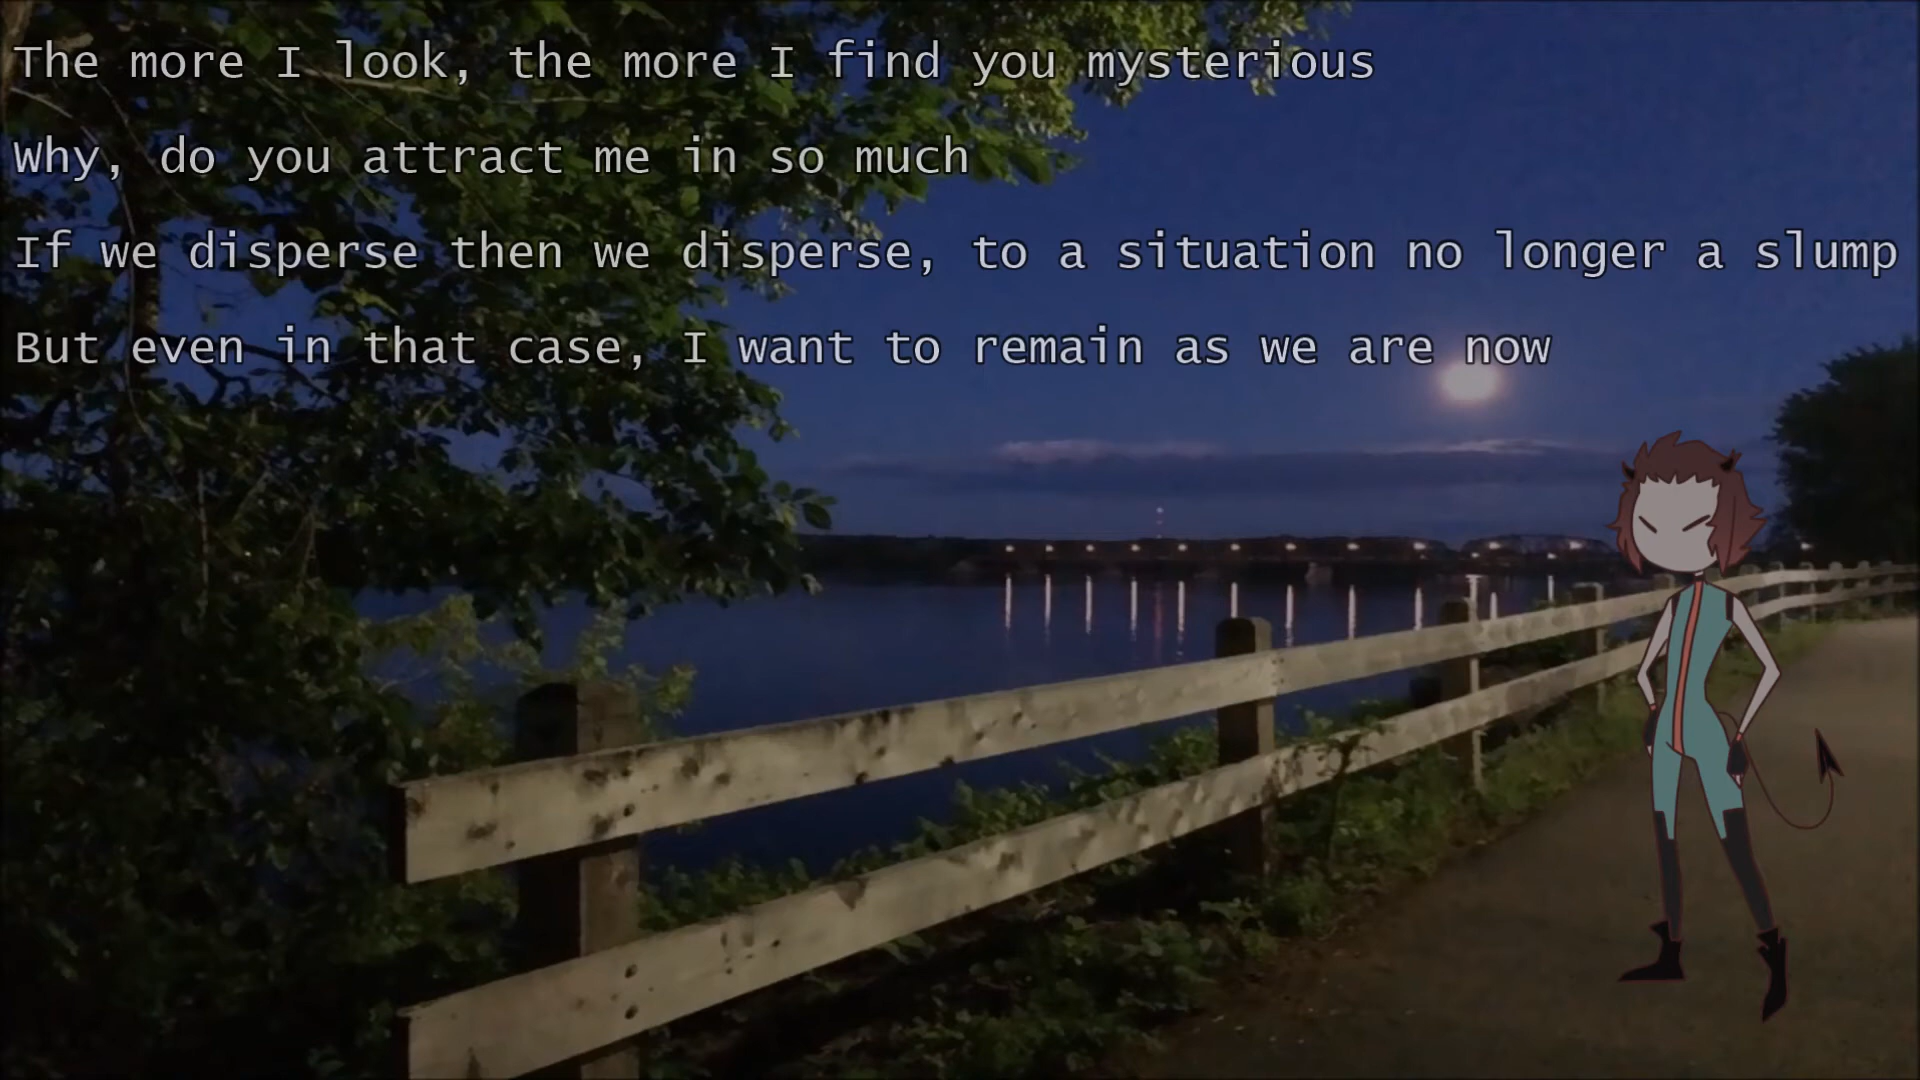 The more I look, the more I find you mysterious
Why, do you attract me in so much
If we disperse then we disperse, to a situation no longer a slump
But even in that case, I want to remain as we are now